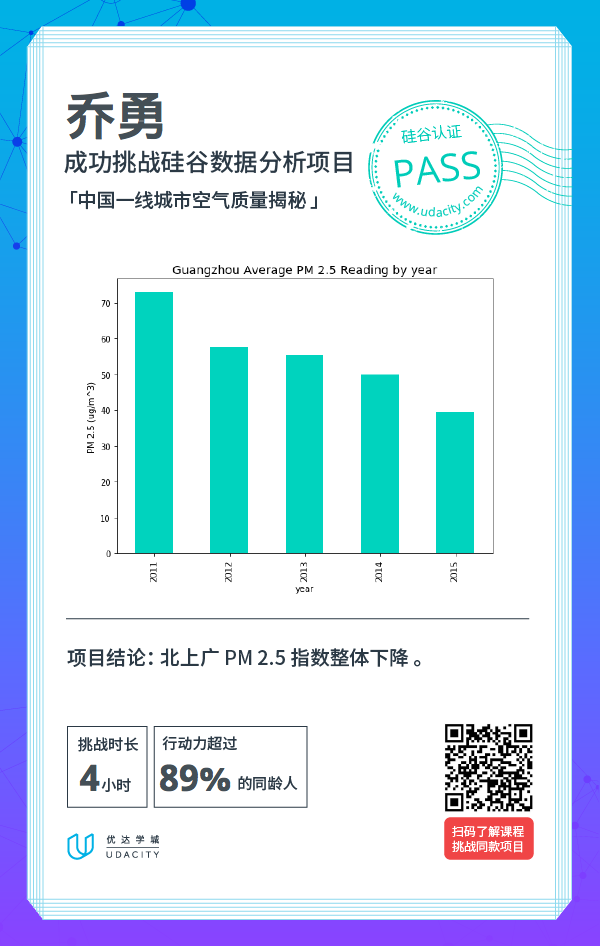 乔勇
成功挑战硅谷数据分析项目
「中国一线城市空气质量揭秘」
硅谷认证
PASS
www.udacity.com
Guangzhou Average PM 2.5 Reading by year
PM 2.5 (ug/m^3)
70
60
50
40
30
20
10
0
2011
2012
2013
2014
2015
year
项目结论：北上广 PM 2.5 指数整体下降 。
挑战时长
4小时
行动力超过
89% 的同龄人
扫码了解课程
挑战同款项目
优达学城
UDACITY